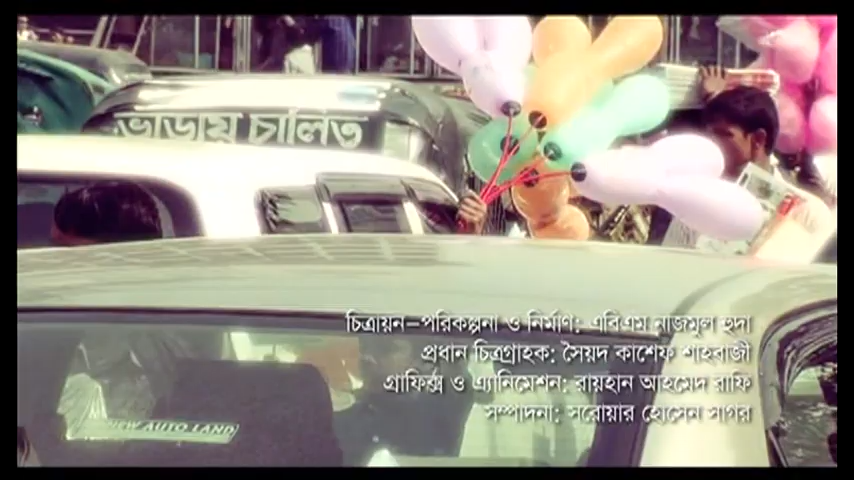 ভাড়ায় চালিত
চিত্রায়ন-পরিকল্পনা ও নির্মাণ: এবিএম নাজমুল হুদা
প্রধান চিত্রগ্রাহক: সৈয়দ কাশেফ শাহবাজী
গ্রাফিক্স ও এ্যানিমেশন: রায়হান আহমেদ রাফি
সম্পাদনা: সরোয়ার হোসেন সাগর
NEW AUTO LAND